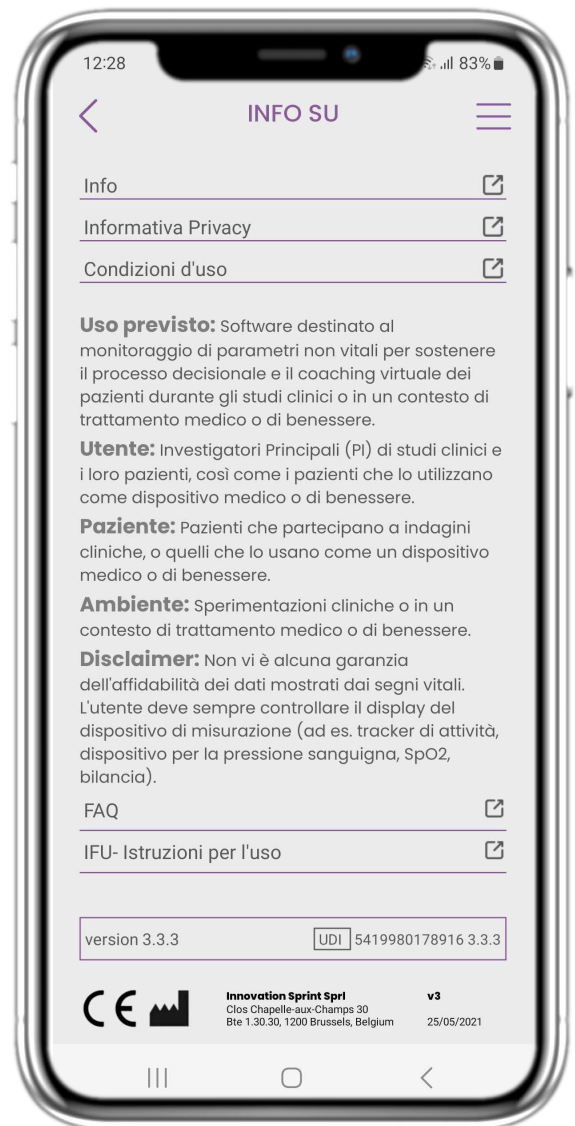 12:28
83%
INFO SU
Info
Informativa Privacy
Condizioni d'uso
Uso previsto: Software destinato al
monitoraggio di parametri non vitali per sostenere
il processo decisionale e il coaching virtuale dei
pazienti durante gli studi clinici o in un contesto di
trattamento medico o di benessere.
Utente: Investigatori Principali (PI) di studi clinici e
i loro pazienti, così come i pazienti che lo utilizzano
come dispositivo medico o di benessere.
Paziente: Pazienti che partecipano a indagini
cliniche, o quelli che lo usano come un dispositivo
medico o di benessere.
Ambiente: Sperimentazioni cliniche o in un
contesto di trattamento medico o di benessere.
Disclaimer: Non vi è alcuna garanzia
dell'affidabilità dei dati mostrati dai segni vitali.
L'utente deve sempre controllare il display del
dispositivo di misurazione (ad es. tracker di attività,
dispositivo per la pressione sanguigna, SpO2,
bilancia).
FAQ
IFU- Istruzioni per l'uso
version 3.3.3 UDI 5419980178916 3.3.3
CE
Innovation Sprint Sprl v3
Clos Chapelle-aux-Champs 30
Bte 1.30.30, 1200 Brussels, Belgium 25/05/2021